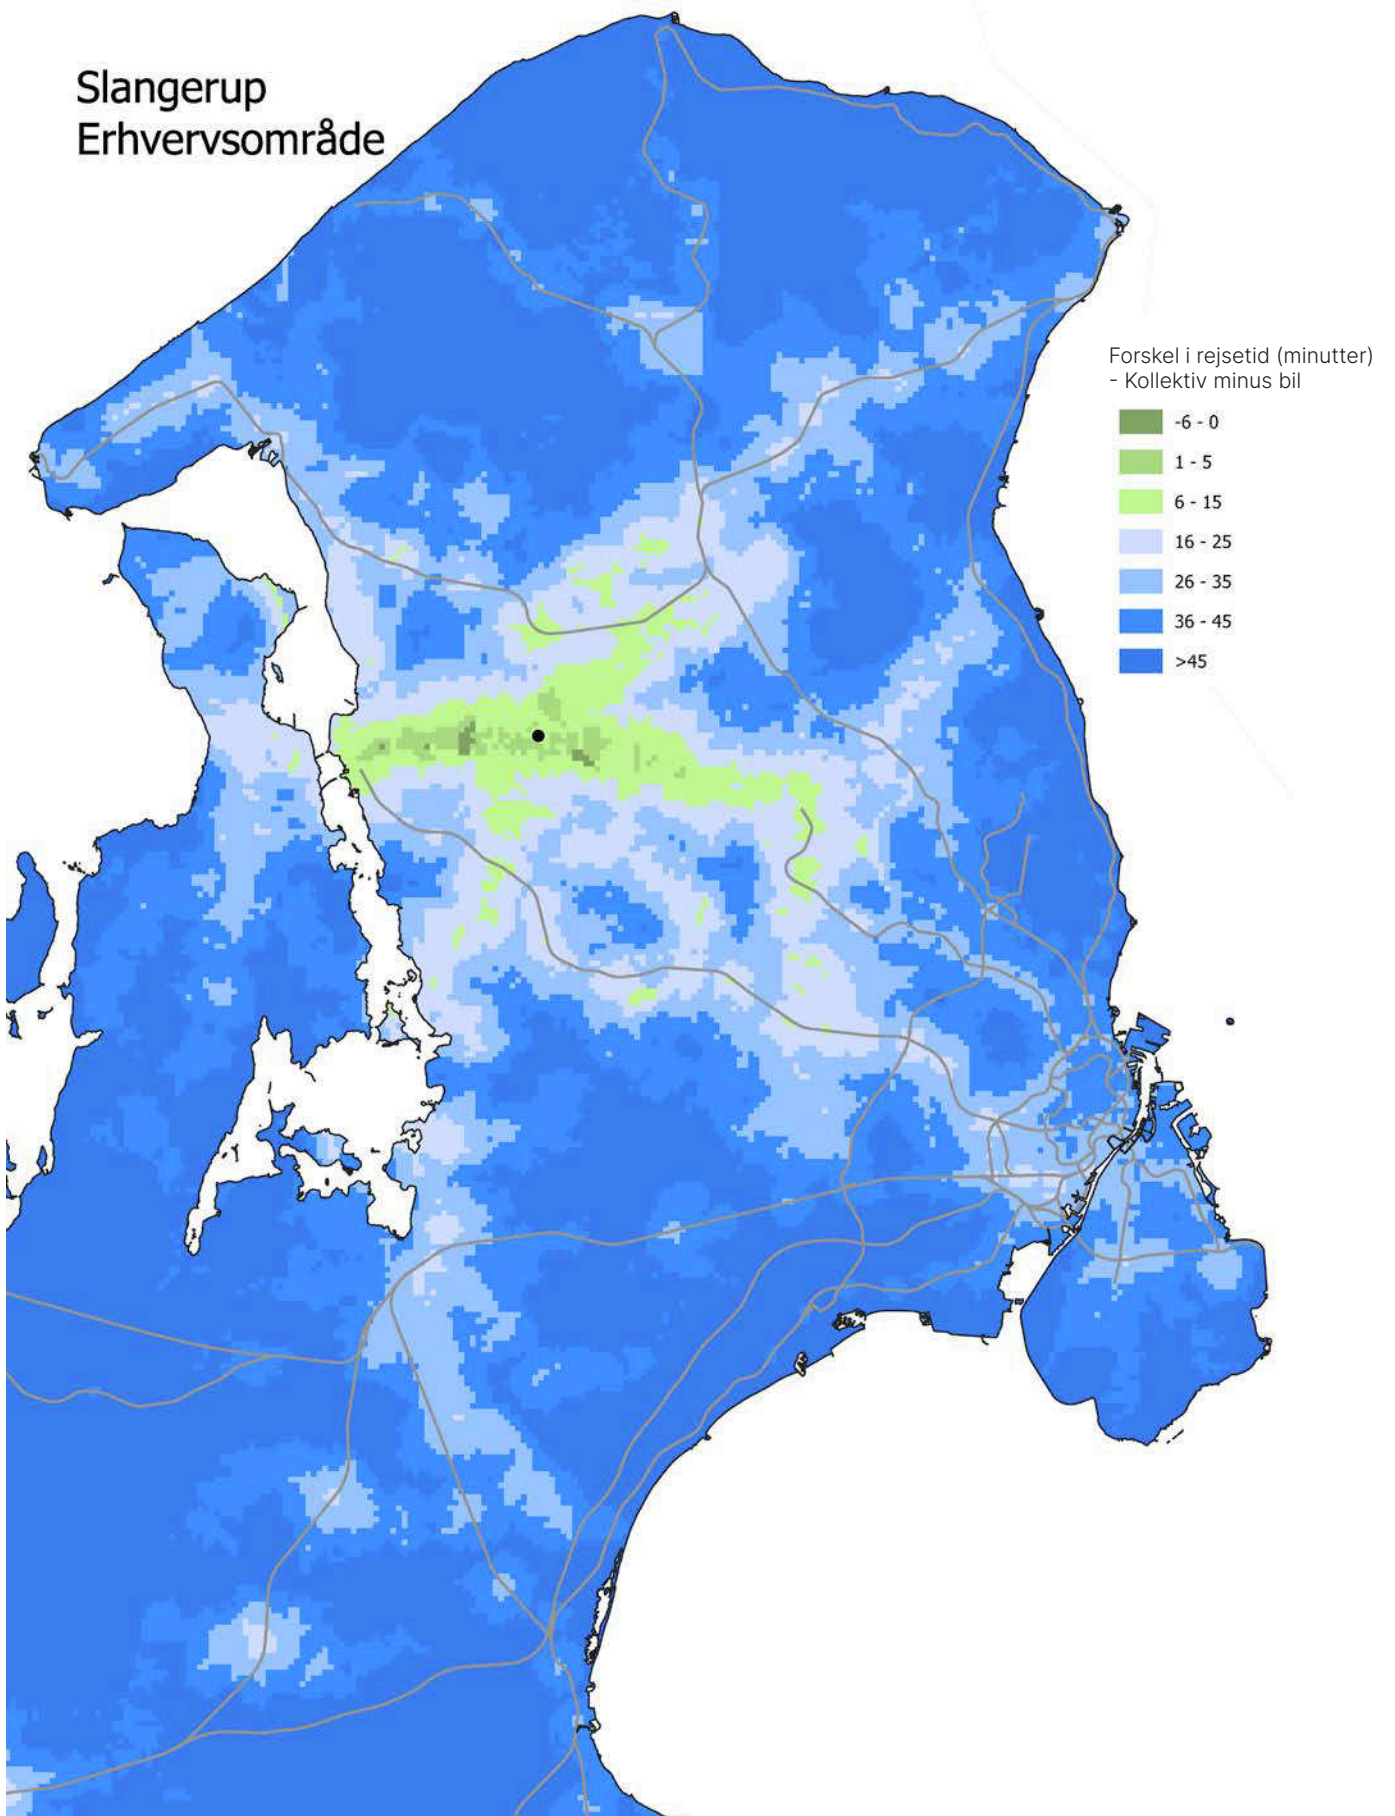 Slangerup
Erhvervsområde
Forskel i rejsetid (minutter)
- Kollektiv minus bil
-6 - 0
1 - 5
6 - 15
16 - 25
26 - 35
36 - 45
>45